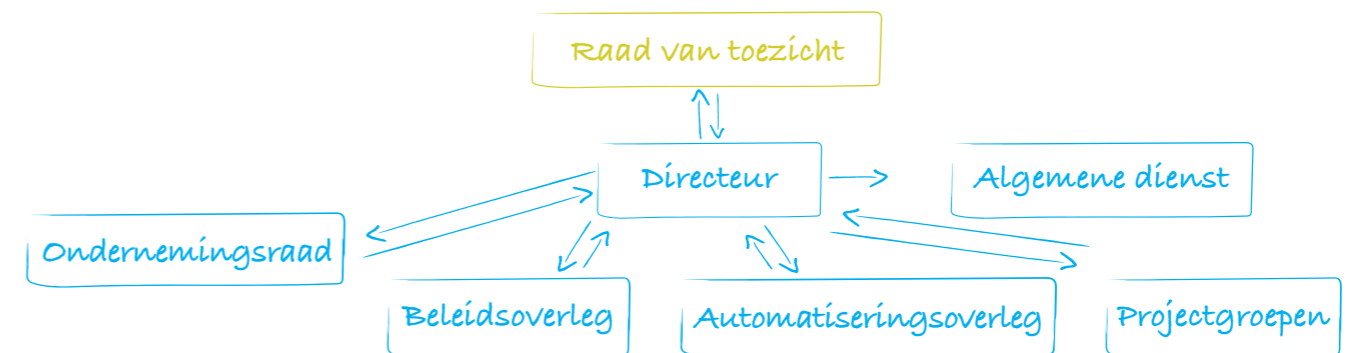 Raad van toezicht
Directeur
Algemene dienst
Ondernemingsraad
Beleidsoverleg
Automatiseringsoverleg
Projectgroepen